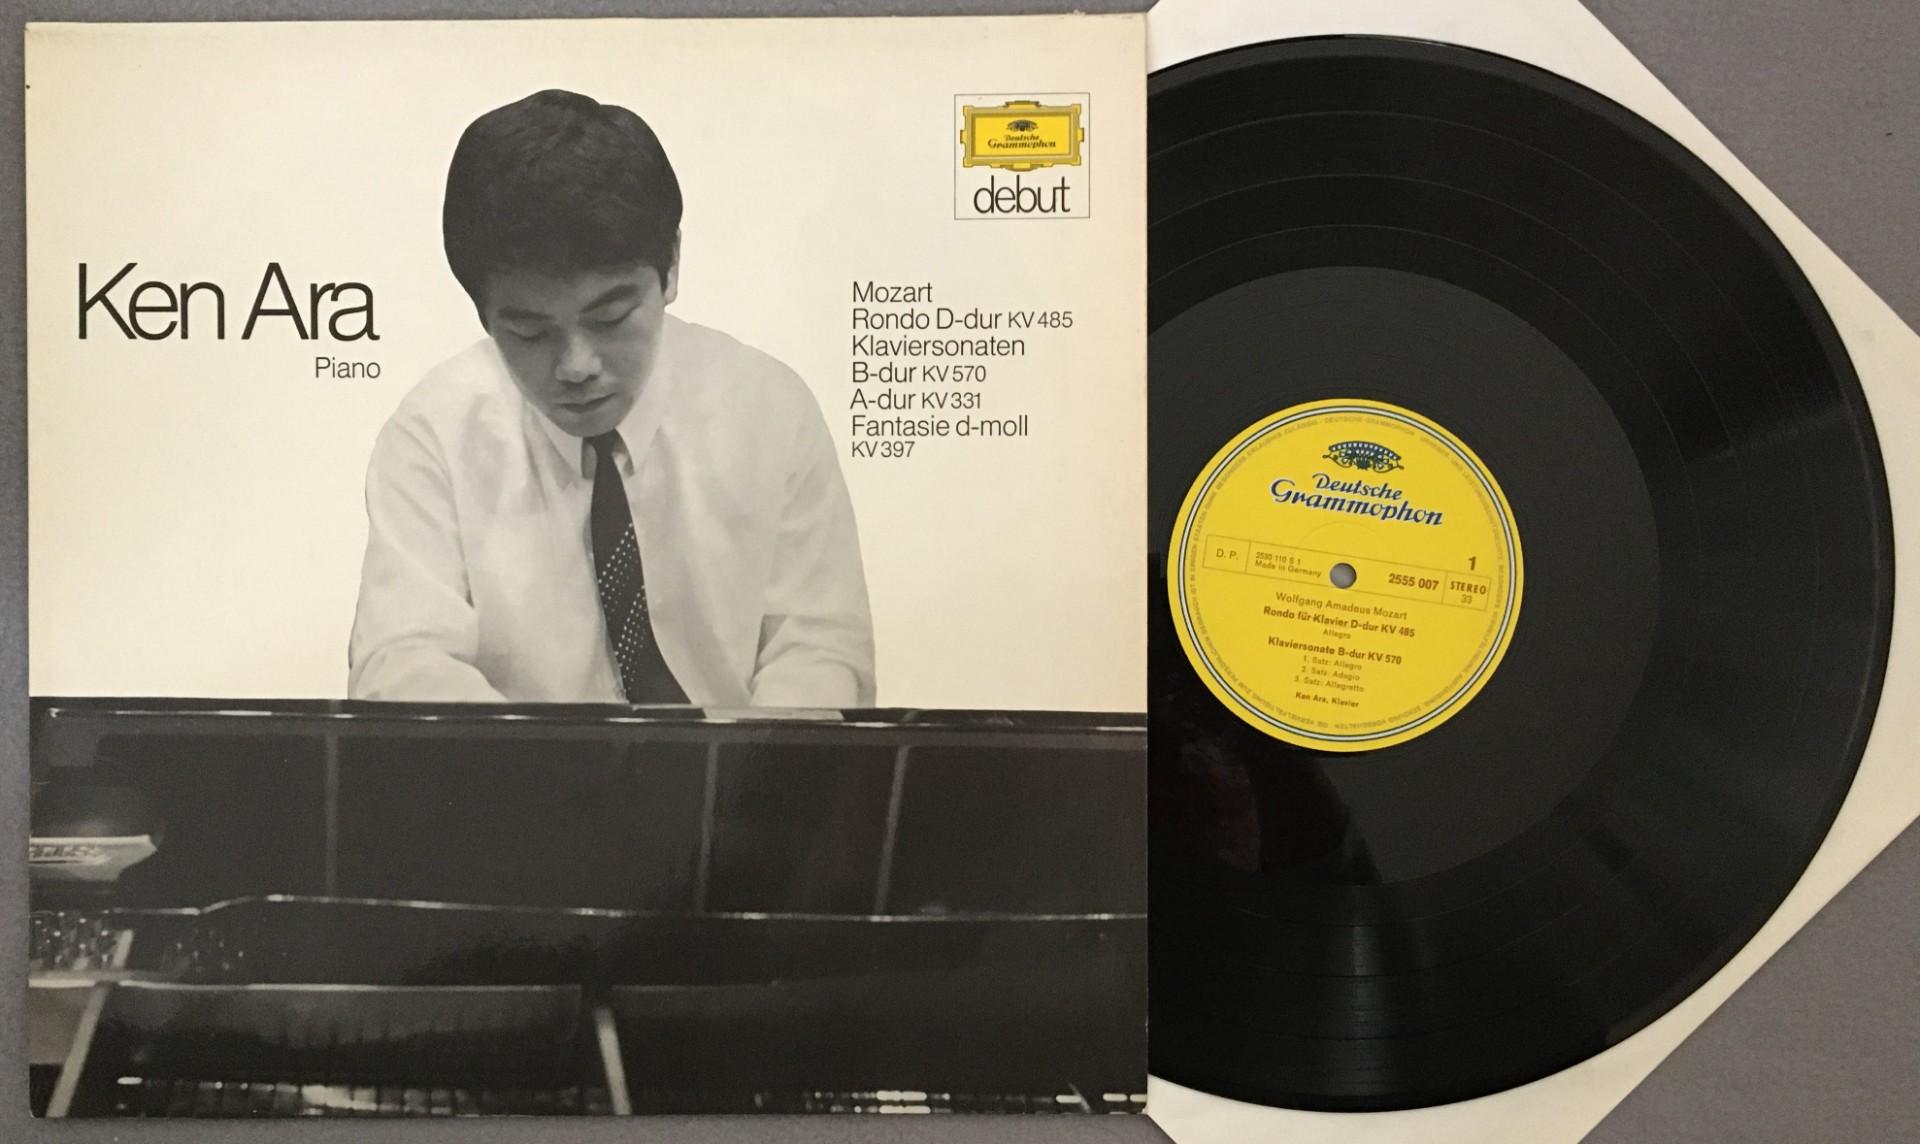 Ken Ara
Piano
Deutsche
Grammophon
debut
Mozart
Rondo D-dur KV 485
Klaviersonaten
B-dur KV 570
A-dur KV 331
Fantasie d-moll
KV 397
Deutsche
Grammophon
D. P.
2530 110 S 1
Made in Germany
2555 007
1
STEREO
33
Wolfgang Amadeus Mozart
Rondo für Klavier D-dur KV 485
Allegro
Klaviersonate B-dur KV 570
1. Satz: Allegro
2. Satz: Adagio
3. Satz: Allegretto
Ken Ara, Klavier